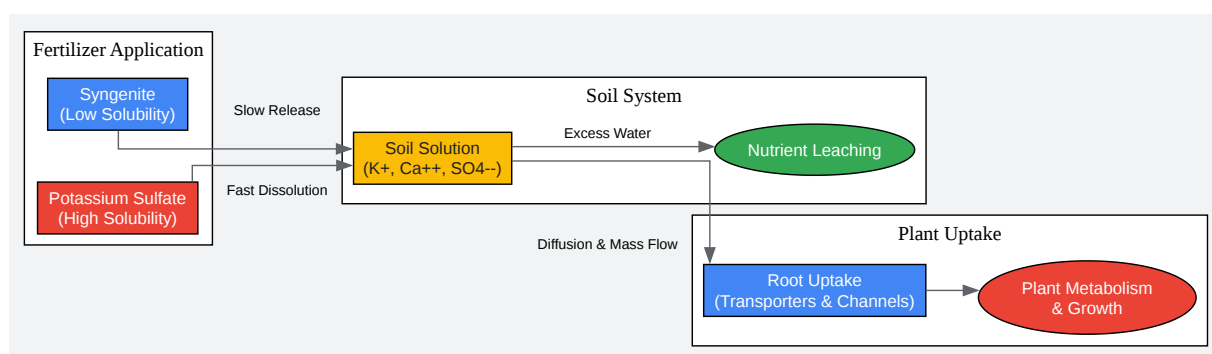 Fertilizer Application
Syngenite
(Low Solubility)
Potassium Sulfate
(High Solubility)
Slow Release
Fast Dissolution
Soil System
Soil Solution
(K+, Ca++, SO4--)
Excess Water
Nutrient Leaching
Diffusion & Mass Flow
Plant Uptake
Root Uptake
(Transporters & Channels)
Plant Metabolism
& Growth